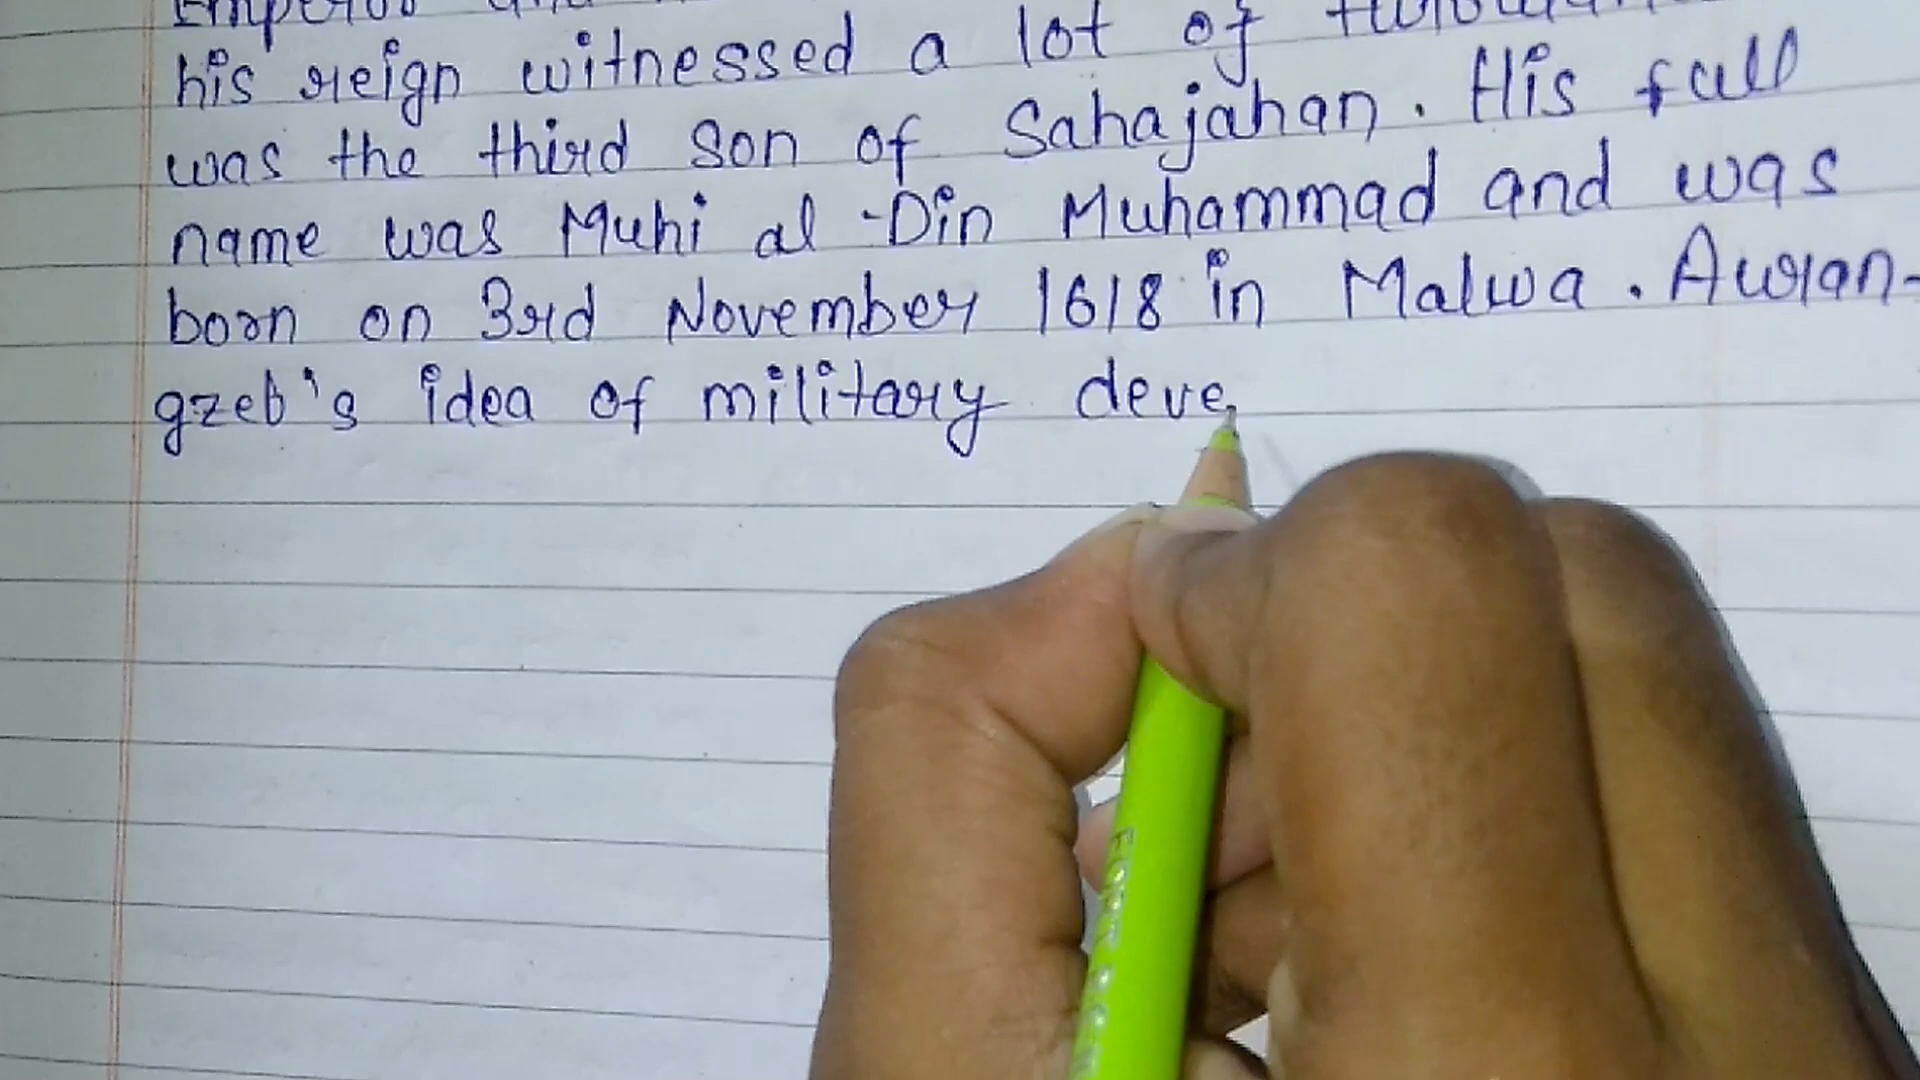 his reign witnessed a lot of
was the third son of Sahajahan. His full
name was Muhi al-Din Muhammad and was
born on 3rd November 1618 in Malwa. Auran-
gzeb's idea of military deve